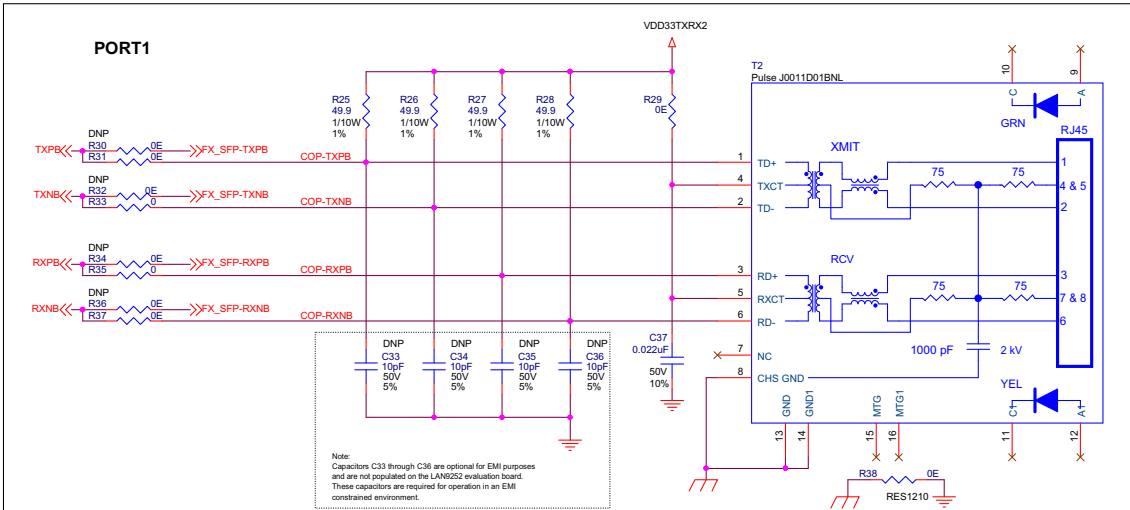 PORT1
VDD33TXRX2
T2
Pulse J0011D01BNL
R25
49.9
1/10W
1%
R26
49.9
1/10W
1%
R27
49.9
1/10W
1%
R28
49.9
1/10W
1%
R29
0E
DNP
TXPB
R30
0E
FX_SFP-TXPB
R31
COP-TXPB
DNP
TXNB
R32
0E
FX_SFP-TXNB
R33
0
COP-TXNB
DNP
RXPB
R34
0E
FX_SFP-RXPB
R35
0
COP-RXPB
DNP
RXNB
R36
0E
FX_SFP-RXNB
R37
0E
COP-RXNB
DNP
C33
10pF
50V
5%
DNP
C34
10pF
50V
5%
DNP
C35
10pF
50V
5%
DNP
C36
10pF
50V
5%
C37
0.022uF
50V
10%
Note:
Capacitors C33 through C36 are optional for EMI purposes
and are not populated on the LAN9252 evaluation board.
These capacitors are required for operation in an EMI
constrained environment.
10
9
C
A
GRN
RJ45
XMIT
1 TD+
4 TXCT
2 TD-
75
75
1
4 & 5
2
RCV
3 RD+
5 RXCT
6 RD-
75
75
3
7 & 8
6
7 NC
8 CHS GND
1000 pF
2 kV
YEL
GND
GND1
MTG
MTG1
C1
A1
13
14
15
16
11
12
R38
0E
RES1210